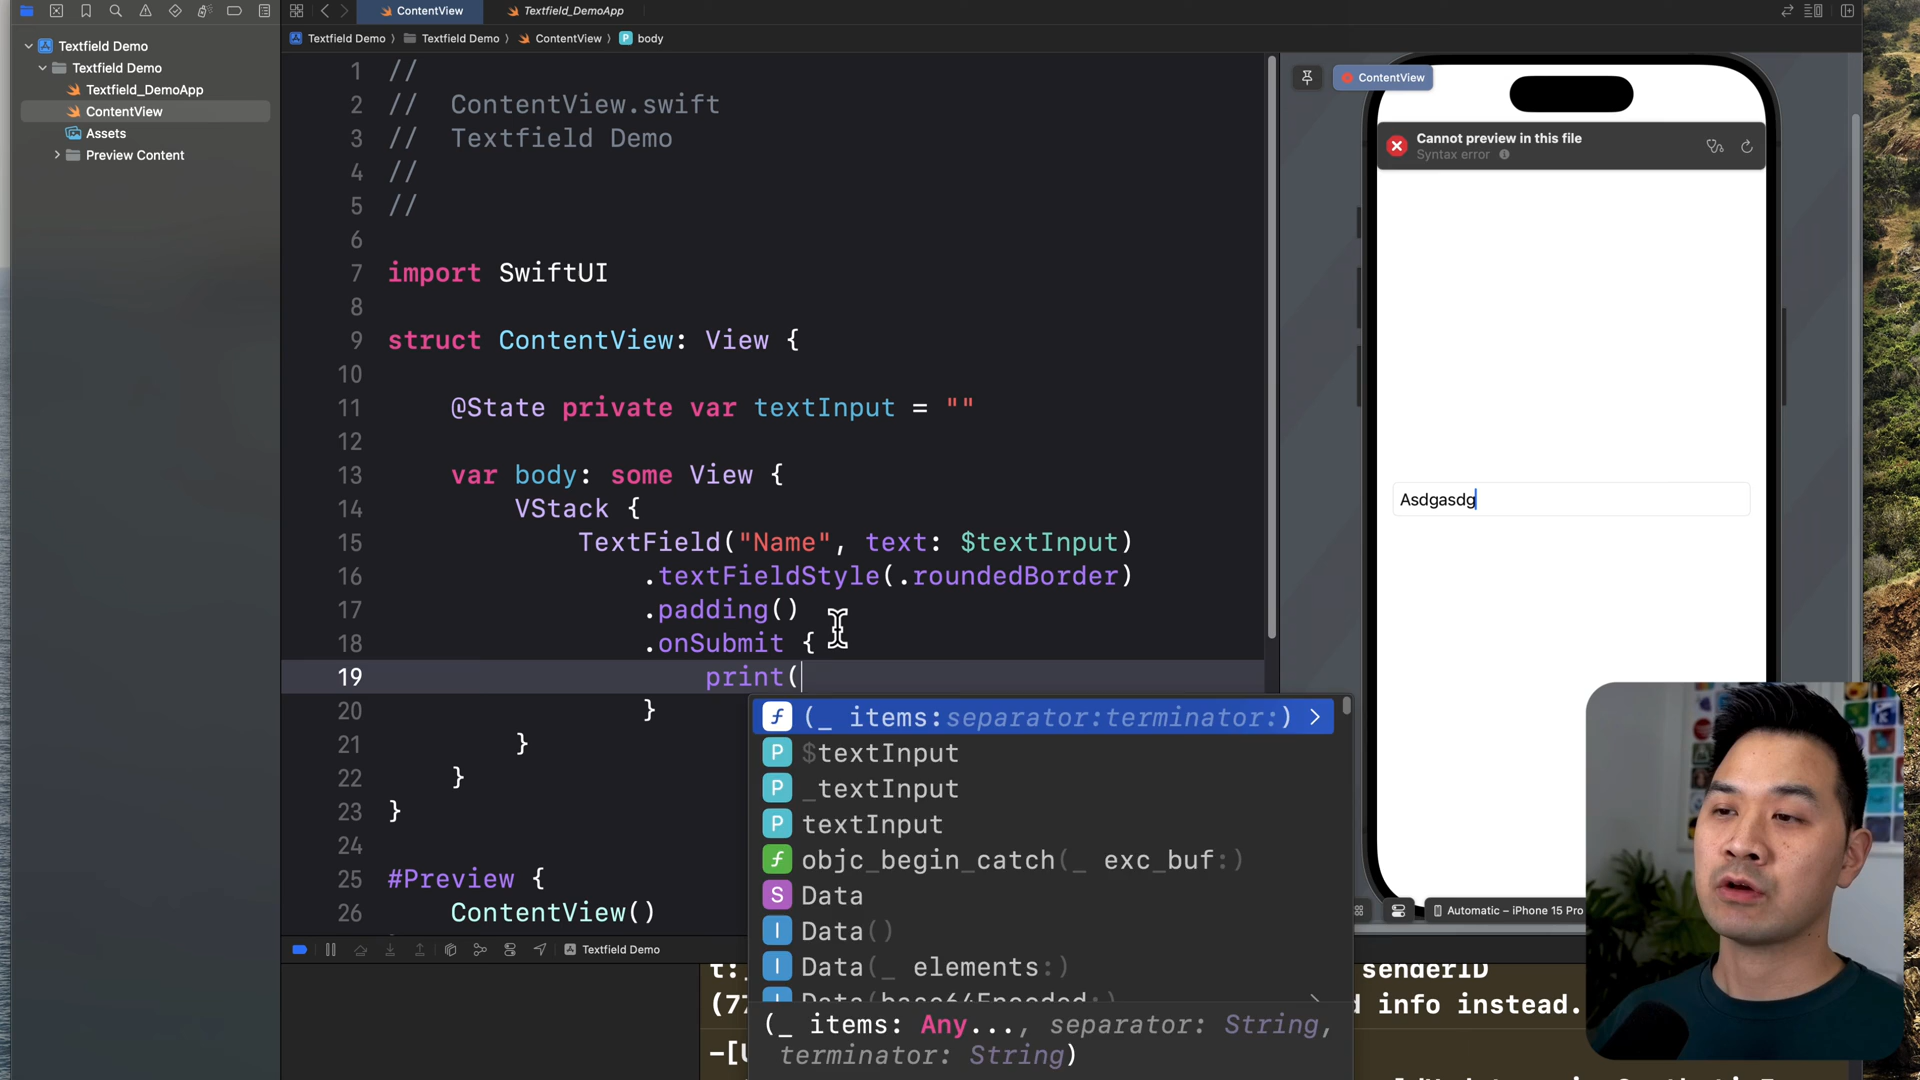 ContentView
Textfield_DemoApp
Textfield Demo
Textfield Demo
ContentView
body
Textfield Demo
Textfield Demo
Textfield_DemoApp
ContentView
Assets
Preview Content
1 //
2 // ContentView.swift
3 // Textfield Demo
4 //
5 //
6
7 import SwiftUI
8
9 struct ContentView: View {
10
11 @State private var textInput = ""
12
13 var body: some View {
14 VStack {
15 TextField("Name", text: $textInput)
16 .textFieldStyle(.roundedBorder)
17 .padding()
18 .onSubmit {
19 print(
20 }
21 }
22 }
23 }
24
25 #Preview {
26 ContentView()
f (_ items:separator:terminator:)
P $textInput
P _textInput
P textInput
f objc_begin_catch(_ exc_buf:)
S Data
I Data()
I Data(_ elements:)
I Data(base64Encoded:)
(_ items: Any..., separator: String,
terminator: String)
ContentView
Cannot preview in this file
Syntax error
Asdgasdg
Automatic – iPhone 15 Pro
Textfield Demo
senderID
info instead.